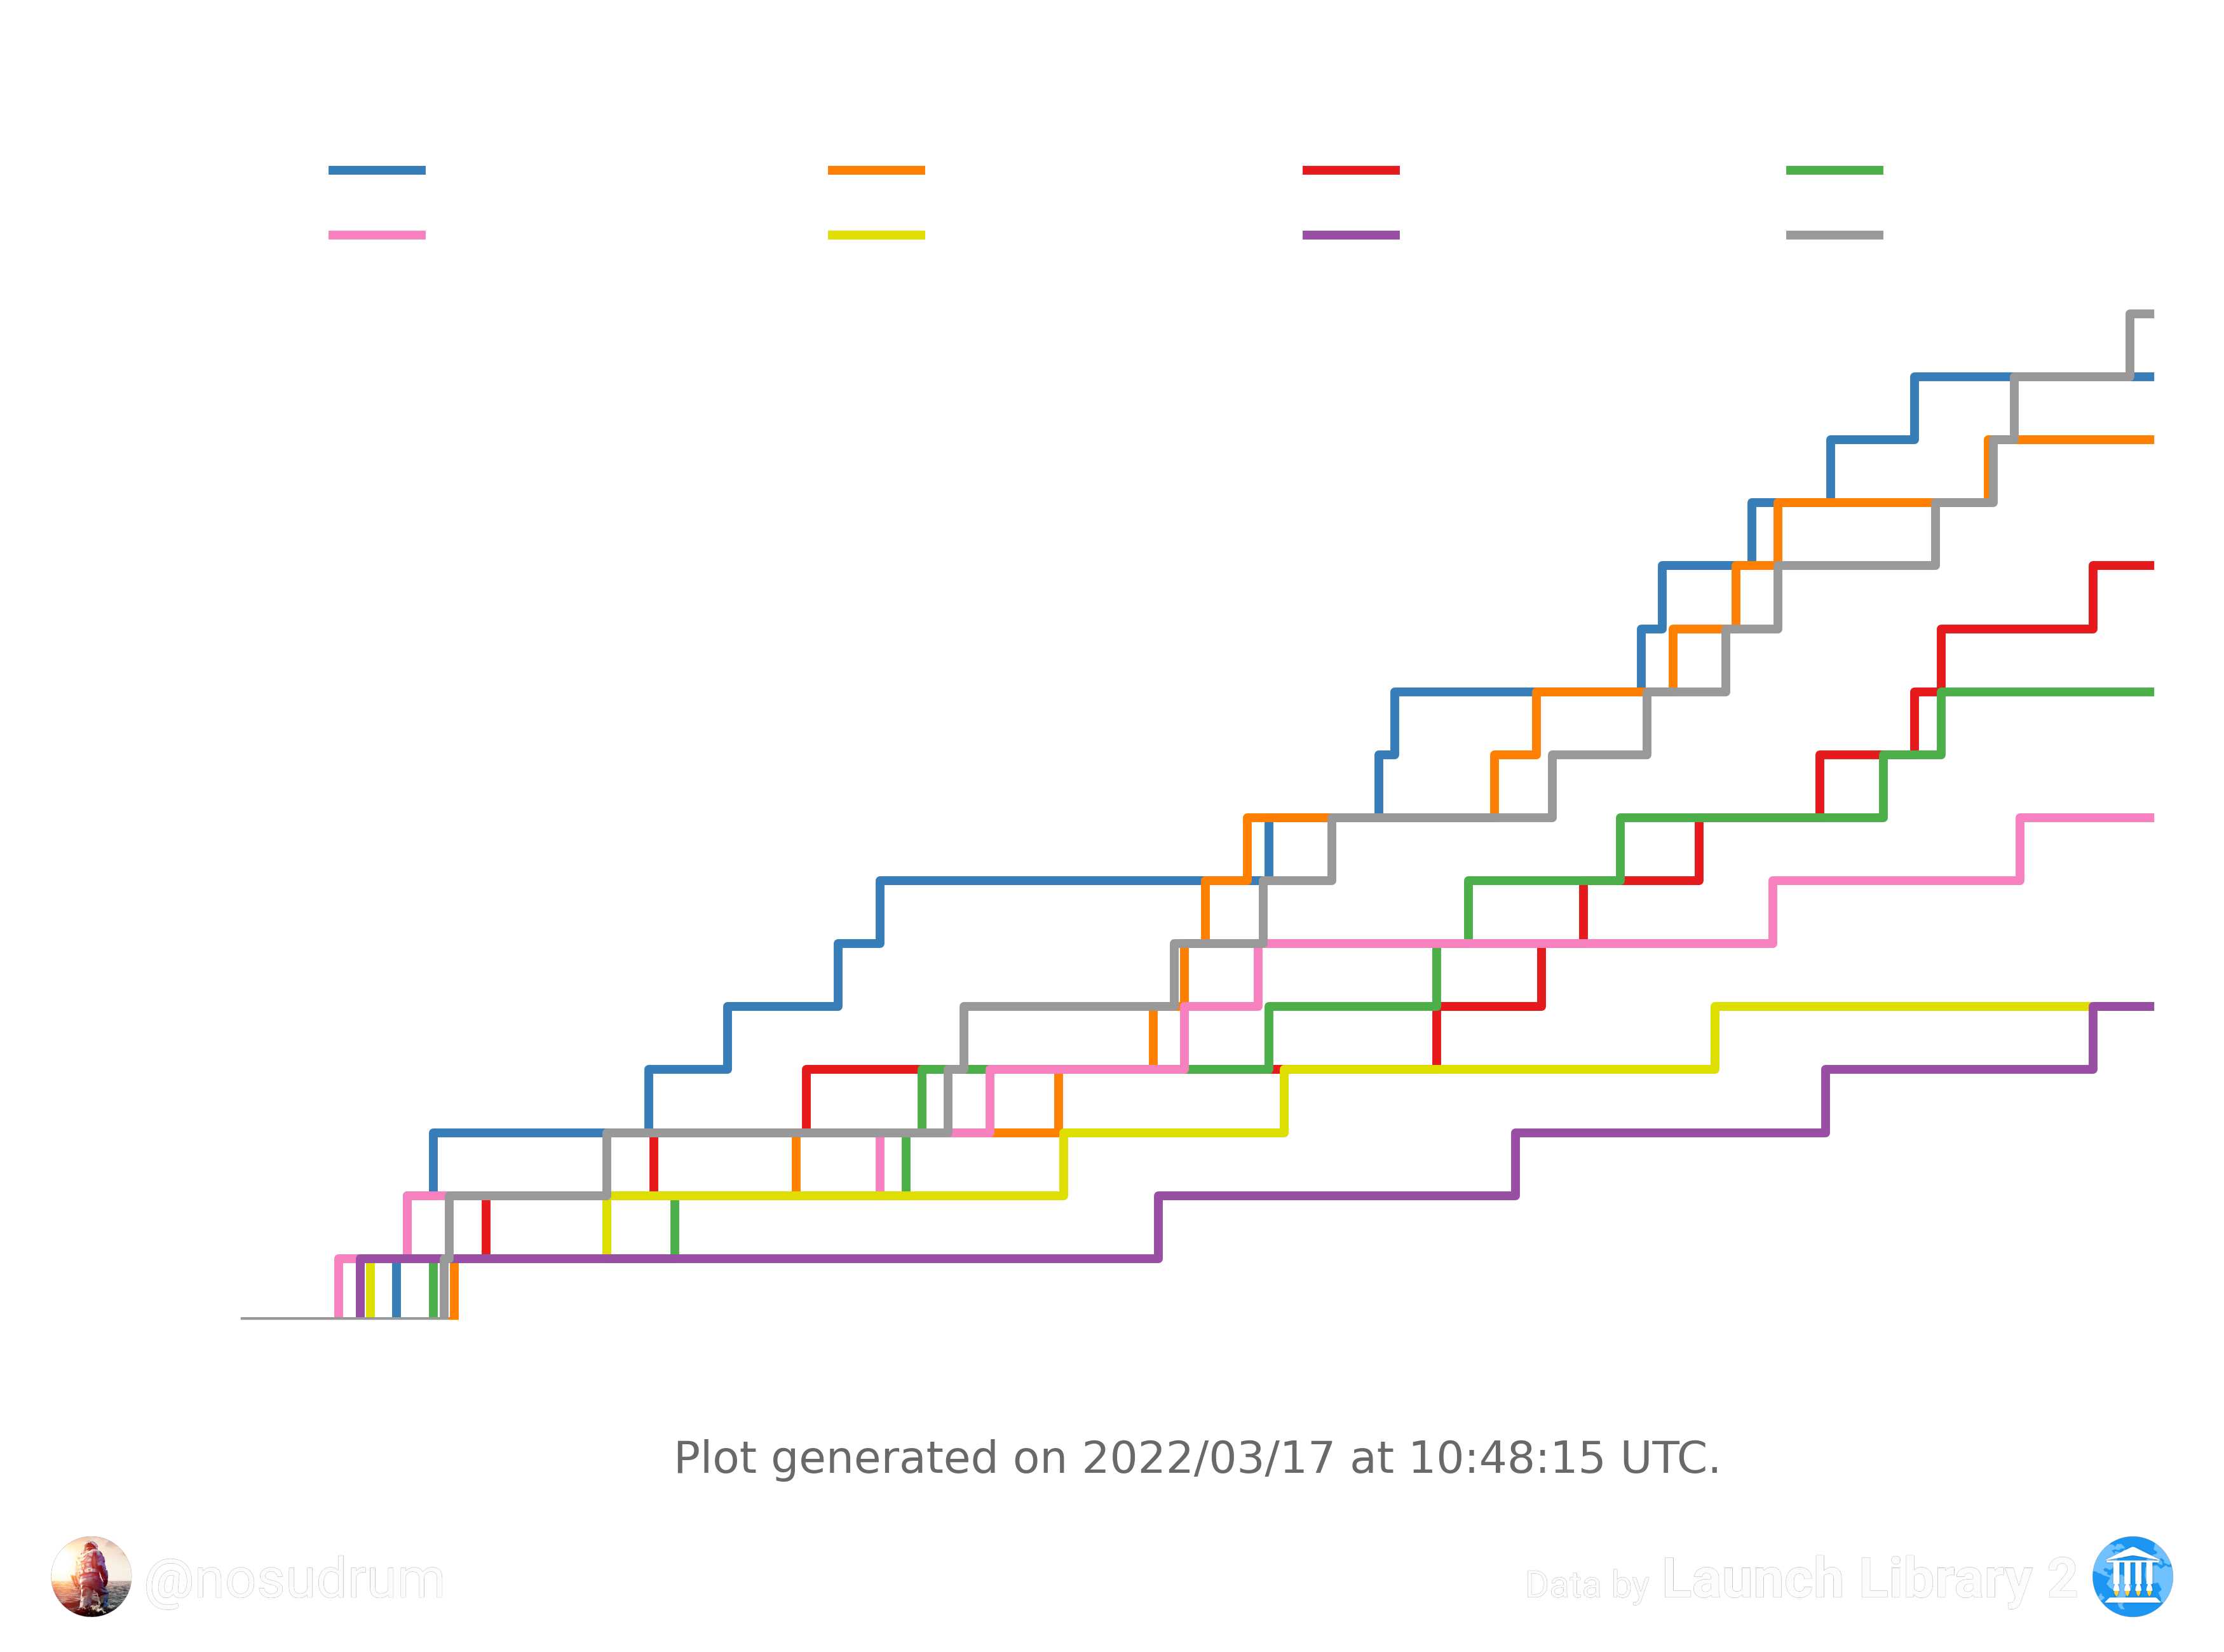 Plot generated on 2022/03/17 at 10:48:15 UTC.
@nosudrum
Data by Launch Library 2